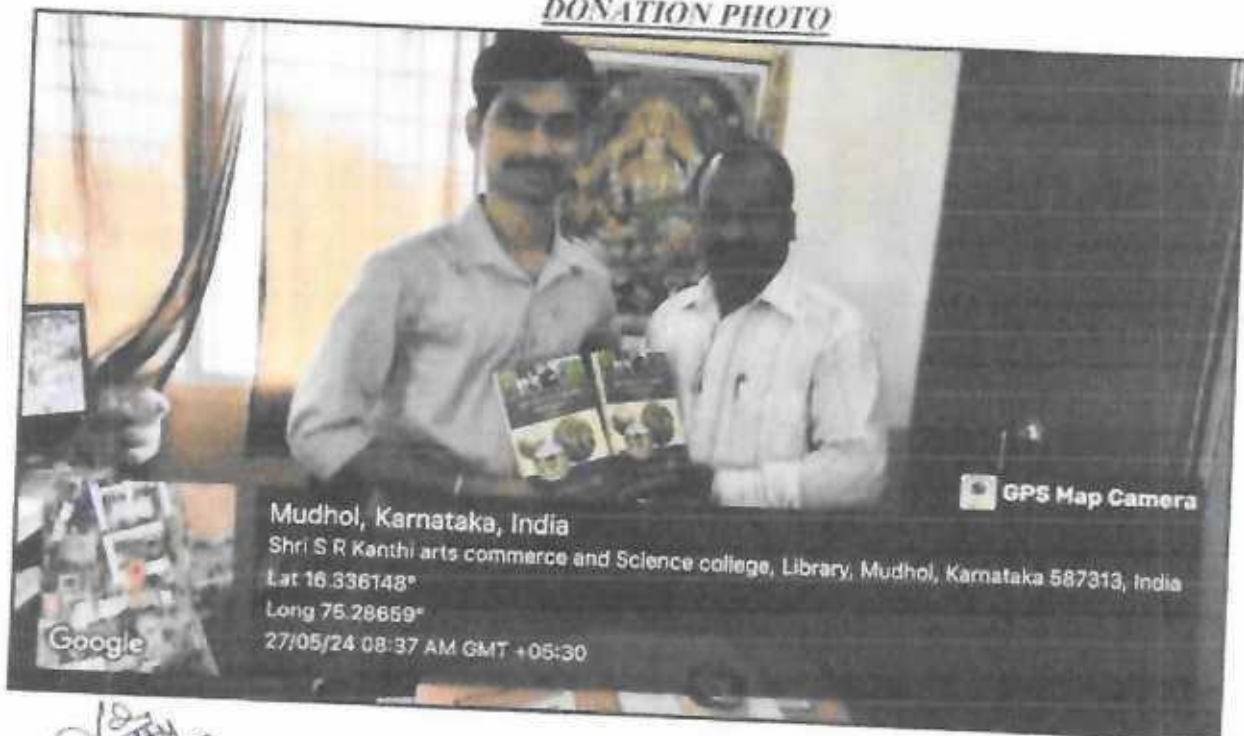 DONATION PHOTO
GPS Map Camera
Mudhol, Karnataka, India
Shri S R Kanthi arts commerce and Science college, Library, Mudhol, Karnataka 587313, India
Lat 16.336148°
Long 75.28659°
27/05/24 08:37 AM GMT +05:30
Google